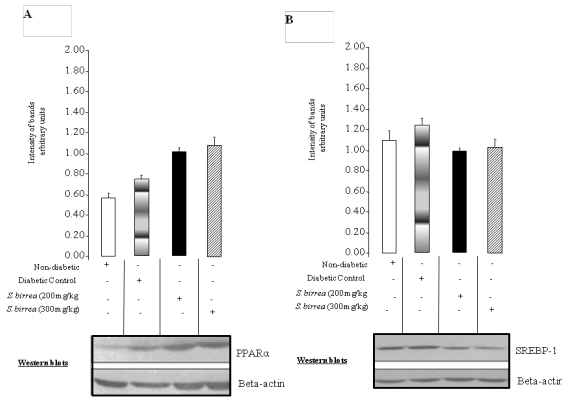 A
Intensity of bands
arbitrary units
2.00
1.80
1.60
1.40
1.20
1.00
0.80
0.60
0.40
0.20
0.00
Non-diabetic + - - -
Diabetic Control - + - -
S. birrea (200mg/kg - - + -
S. birrea (300mg/kg) - - - +
Western blots
PPARα
Beta-actin
B
Intensity of bands
arbitrary units
2.00
1.80
1.60
1.40
1.20
1.00
0.80
0.60
0.40
0.20
0.00
Non-diabetic + - - -
Diabetic Control - + - -
S. birrea (200mg/kg - - + -
S. birrea (300mg/kg) - - - +
Western blots
SREBP-1
Beta-actin